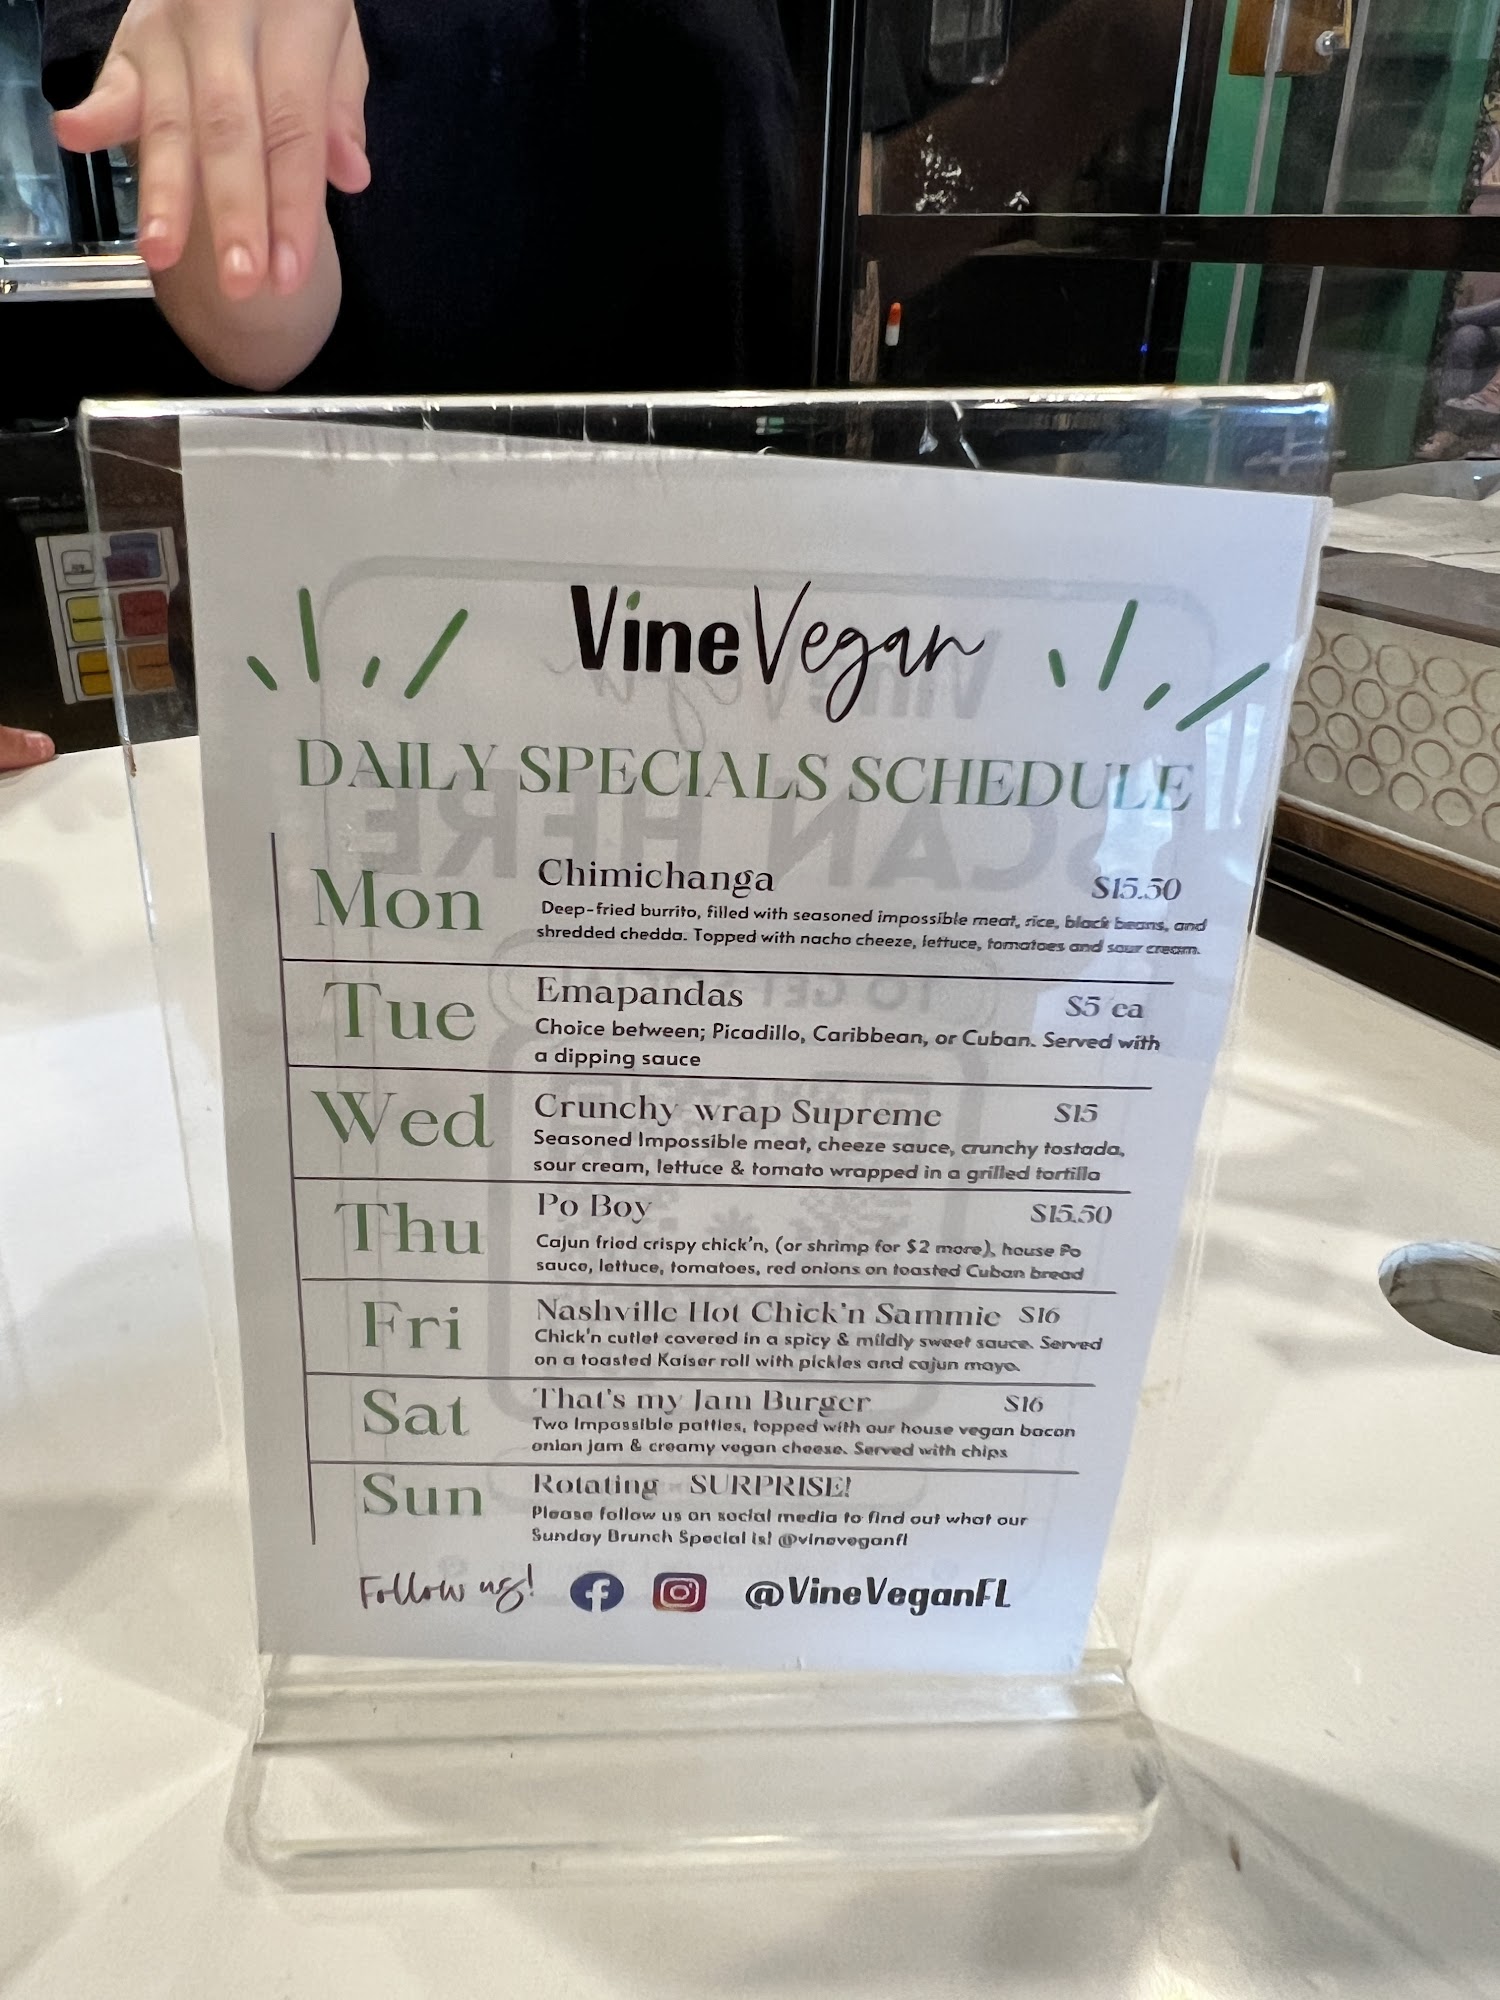 Vine Vegan
DAILY SPECIALS SCHEDULE
Mon
Chimichanga $15.50
Deep-fried burrito, filled with seasoned impossible meat, rice, black beans, and
shredded chedda. Topped with nacho cheeze, lettuce, tomatoes and sour cream.
Tue
Emapandas $5 ea
Choice between; Picadillo, Caribbean, or Cuban. Served with
a dipping sauce
Wed
Crunchy wrap Supreme $15
Seasoned Impossible meat, cheeze sauce, crunchy tostada,
sour cream, lettuce & tomato wrapped in a grilled tortilla
Thu
Po Boy $15.50
Cajun fried crispy chick'n, (or shrimp for $2 more), house Po
sauce, lettuce, tomatoes, red onions on toasted Cuban bread
Fri
Nashville Hot Chick'n Sammie $16
Chick'n cutlet covered in a spicy & mildly sweet sauce. Served
on a toasted Kaiser roll with pickles and cajun mayo.
Sat
That's my Jam Burger $16
Two Impossible patties, topped with our house vegan bacon
onion jam & creamy vegan cheese. Served with chips
Sun
Rotating - SURPRISE!
Please follow us on social media to find out what our
Sunday Brunch Special is! @vineveganfl
Follow us! @VineVeganFL
SCAN HERE
TO GET